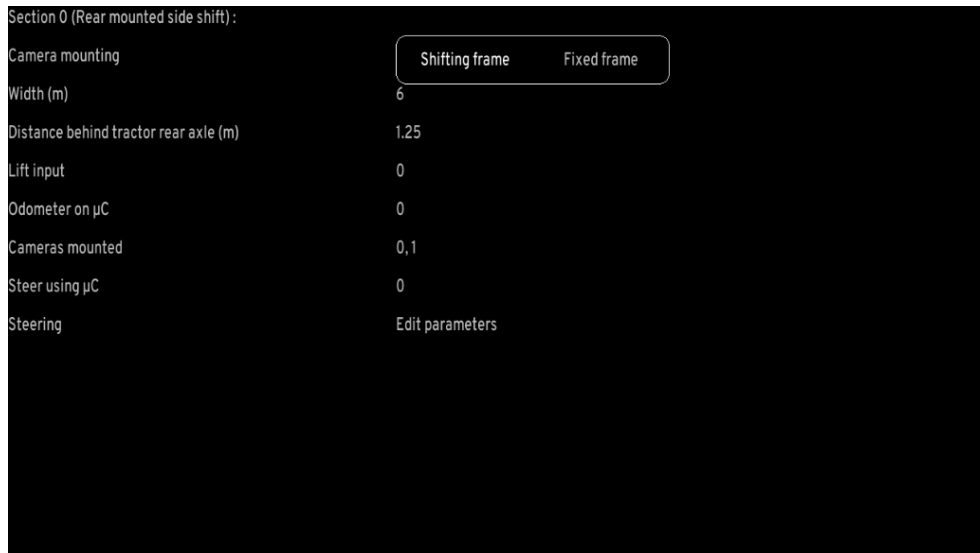 Section 0 (Rear mounted side shift) :
Camera mounting Shifting frame Fixed frame
Width (m) 6
Distance behind tractor rear axle (m) 1.25
Lift input 0
Odometer on µC 0
Cameras mounted 0, 1
Steer using µC 0
Steering Edit parameters